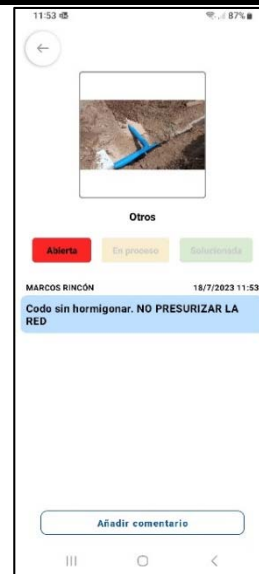 11:53
87%
Otros
Abierta En proceso Solucionada
MARCOS RINCÓN 18/7/2023 11:53
Codo sin hormigonar. NO PRESURIZAR LA
RED
Añadir comentario